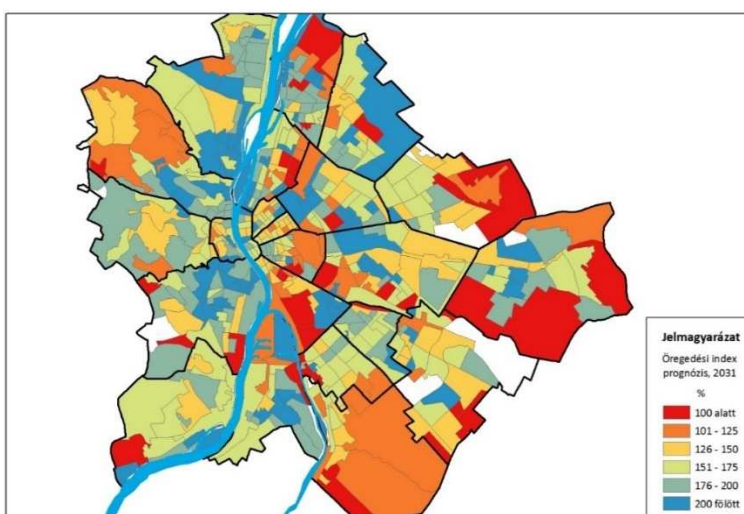 Jelmagyarázat
Öregedési index
prognózis, 2031
%
100 alatt
101 - 125
126 - 150
151 - 175
176 - 200
200 fölött